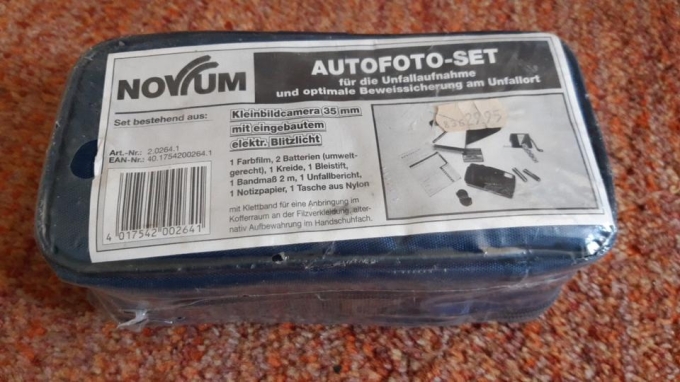 NOVIUM
AUTOFOTO-SET
für die Unfallaufnahme
und optimale Beweissicherung am Unfallort
Set bestehend aus:
Kleinbildcamera 35 mm
mit eingebautem
elektr. Blitzlicht
Art.-Nr.: 2.0264.1
EAN-Nr.: 40.1754200264.1
1 Farbfilm, 2 Batterien (umwelt-
gerecht), 1 Kreide, 1 Bleistift,
1 Bandmaß 2 m, 1 Unfallbericht,
1 Notizpapier, 1 Tasche aus Nylon
mit Klettband für eine Anbringung im
Kofferraum an der Filzverkleidung, alter-
nativ Aufbewahrung im Handschuhfach.
4 017542 002641